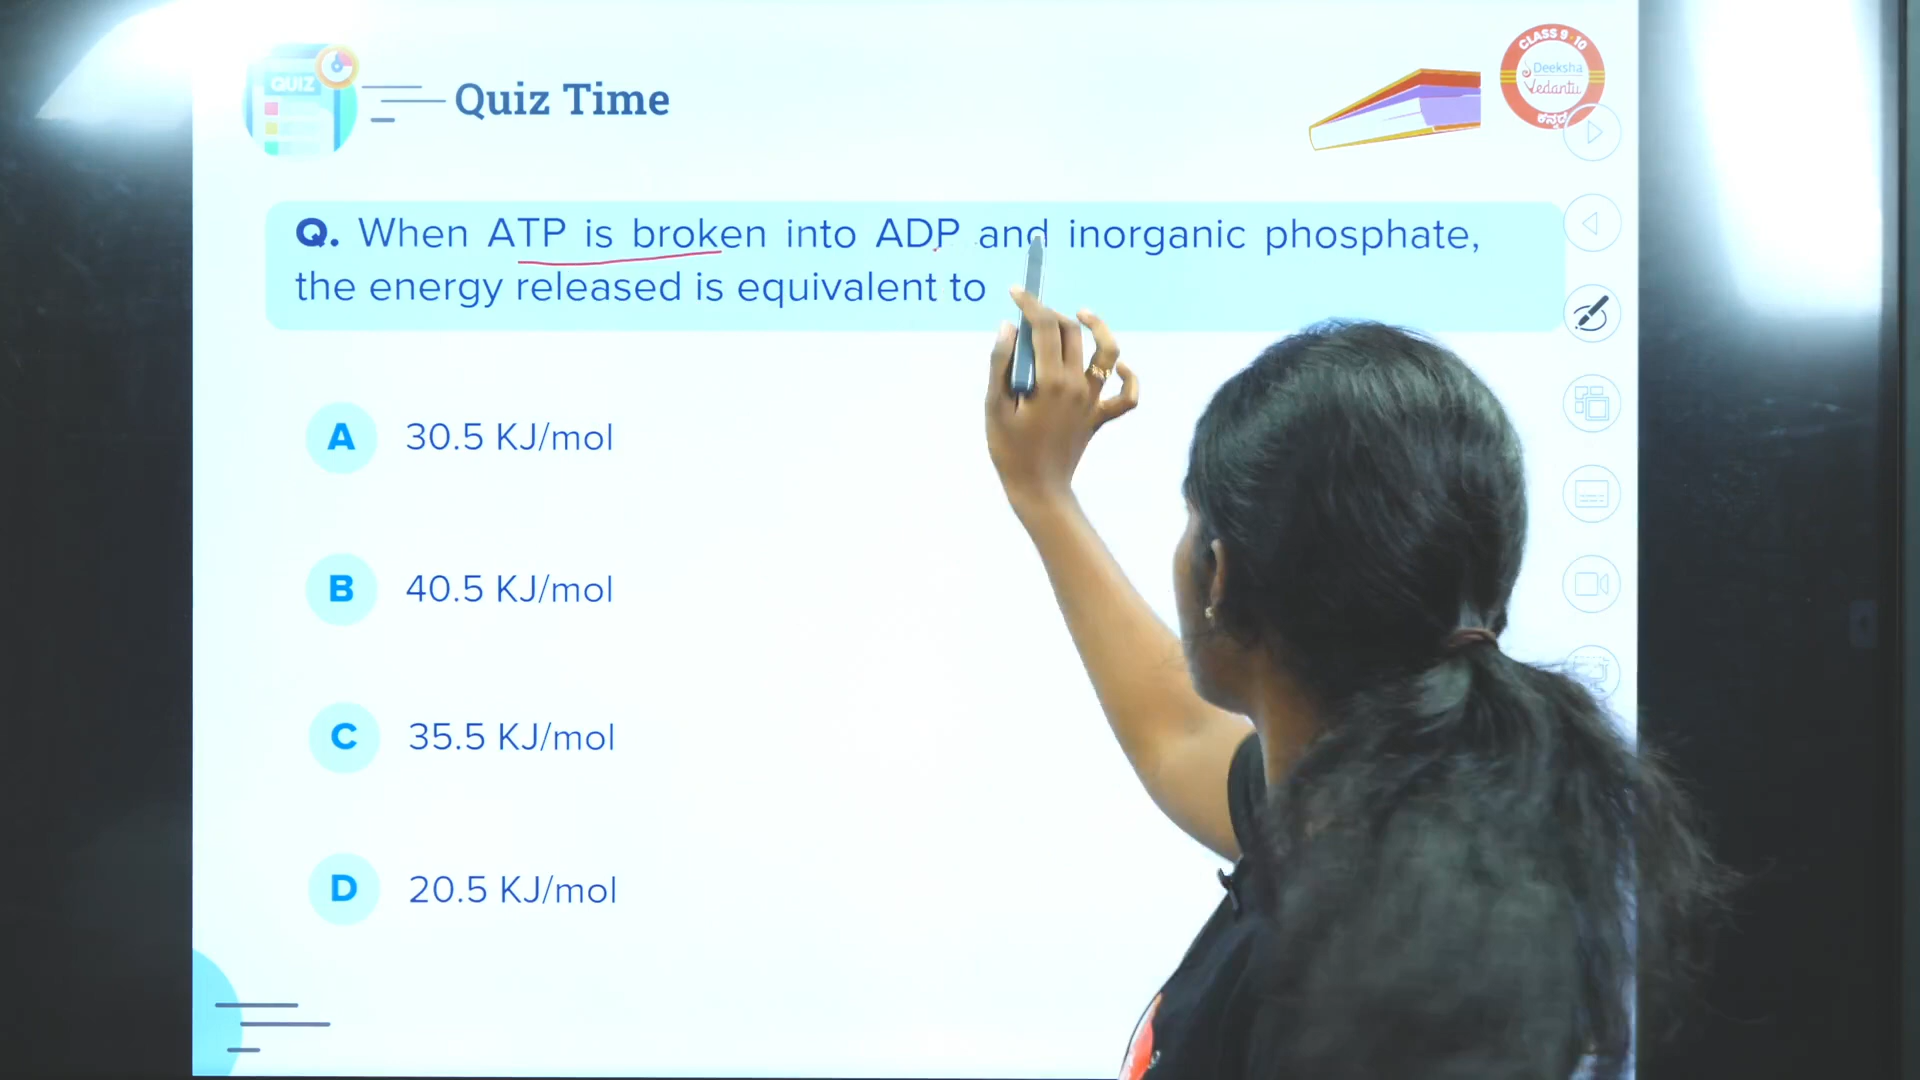 QUIZ
Quiz Time
CLASS 9-10
Deeksha
Vedantu
ಕನ್ನಡ
Q. When ATP is broken into ADP and inorganic phosphate,
the energy released is equivalent to
A 30.5 KJ/mol
B 40.5 KJ/mol
C 35.5 KJ/mol
D 20.5 KJ/mol